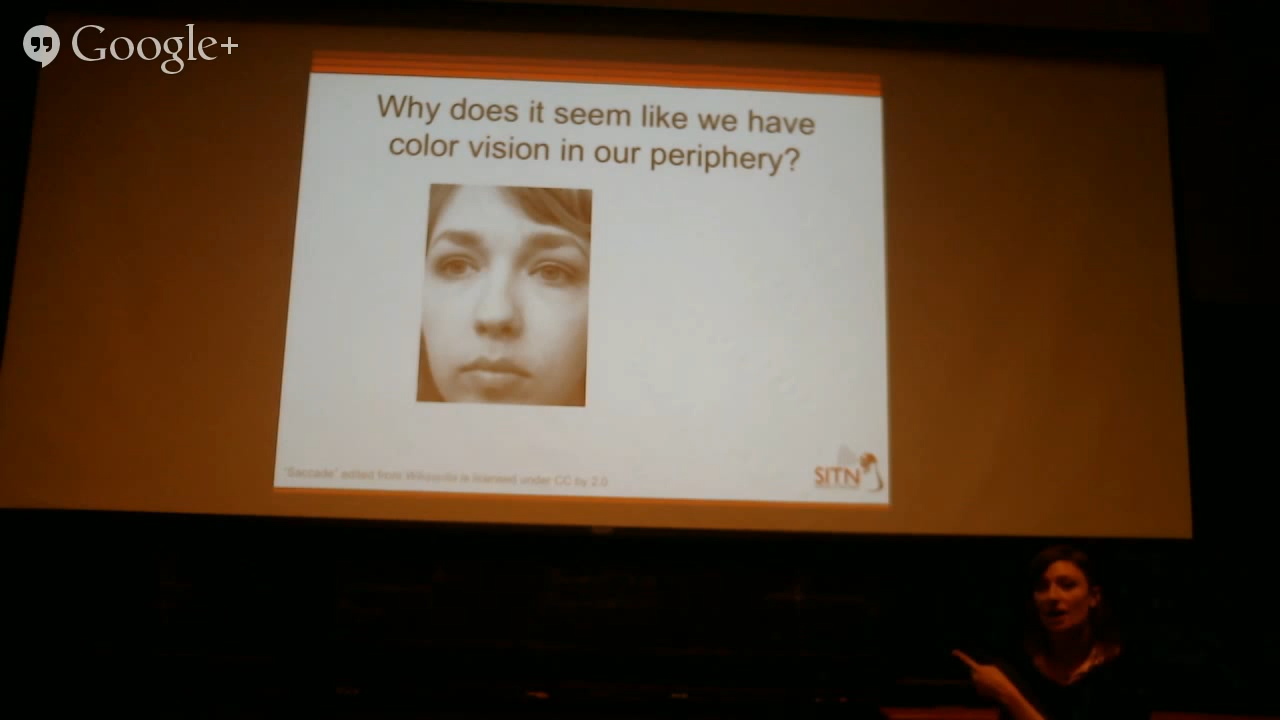 Google+
Why does it seem like we have
color vision in our periphery?
"Saccade" edited from Wikipedia is licensed under CC by 2.0
SITN